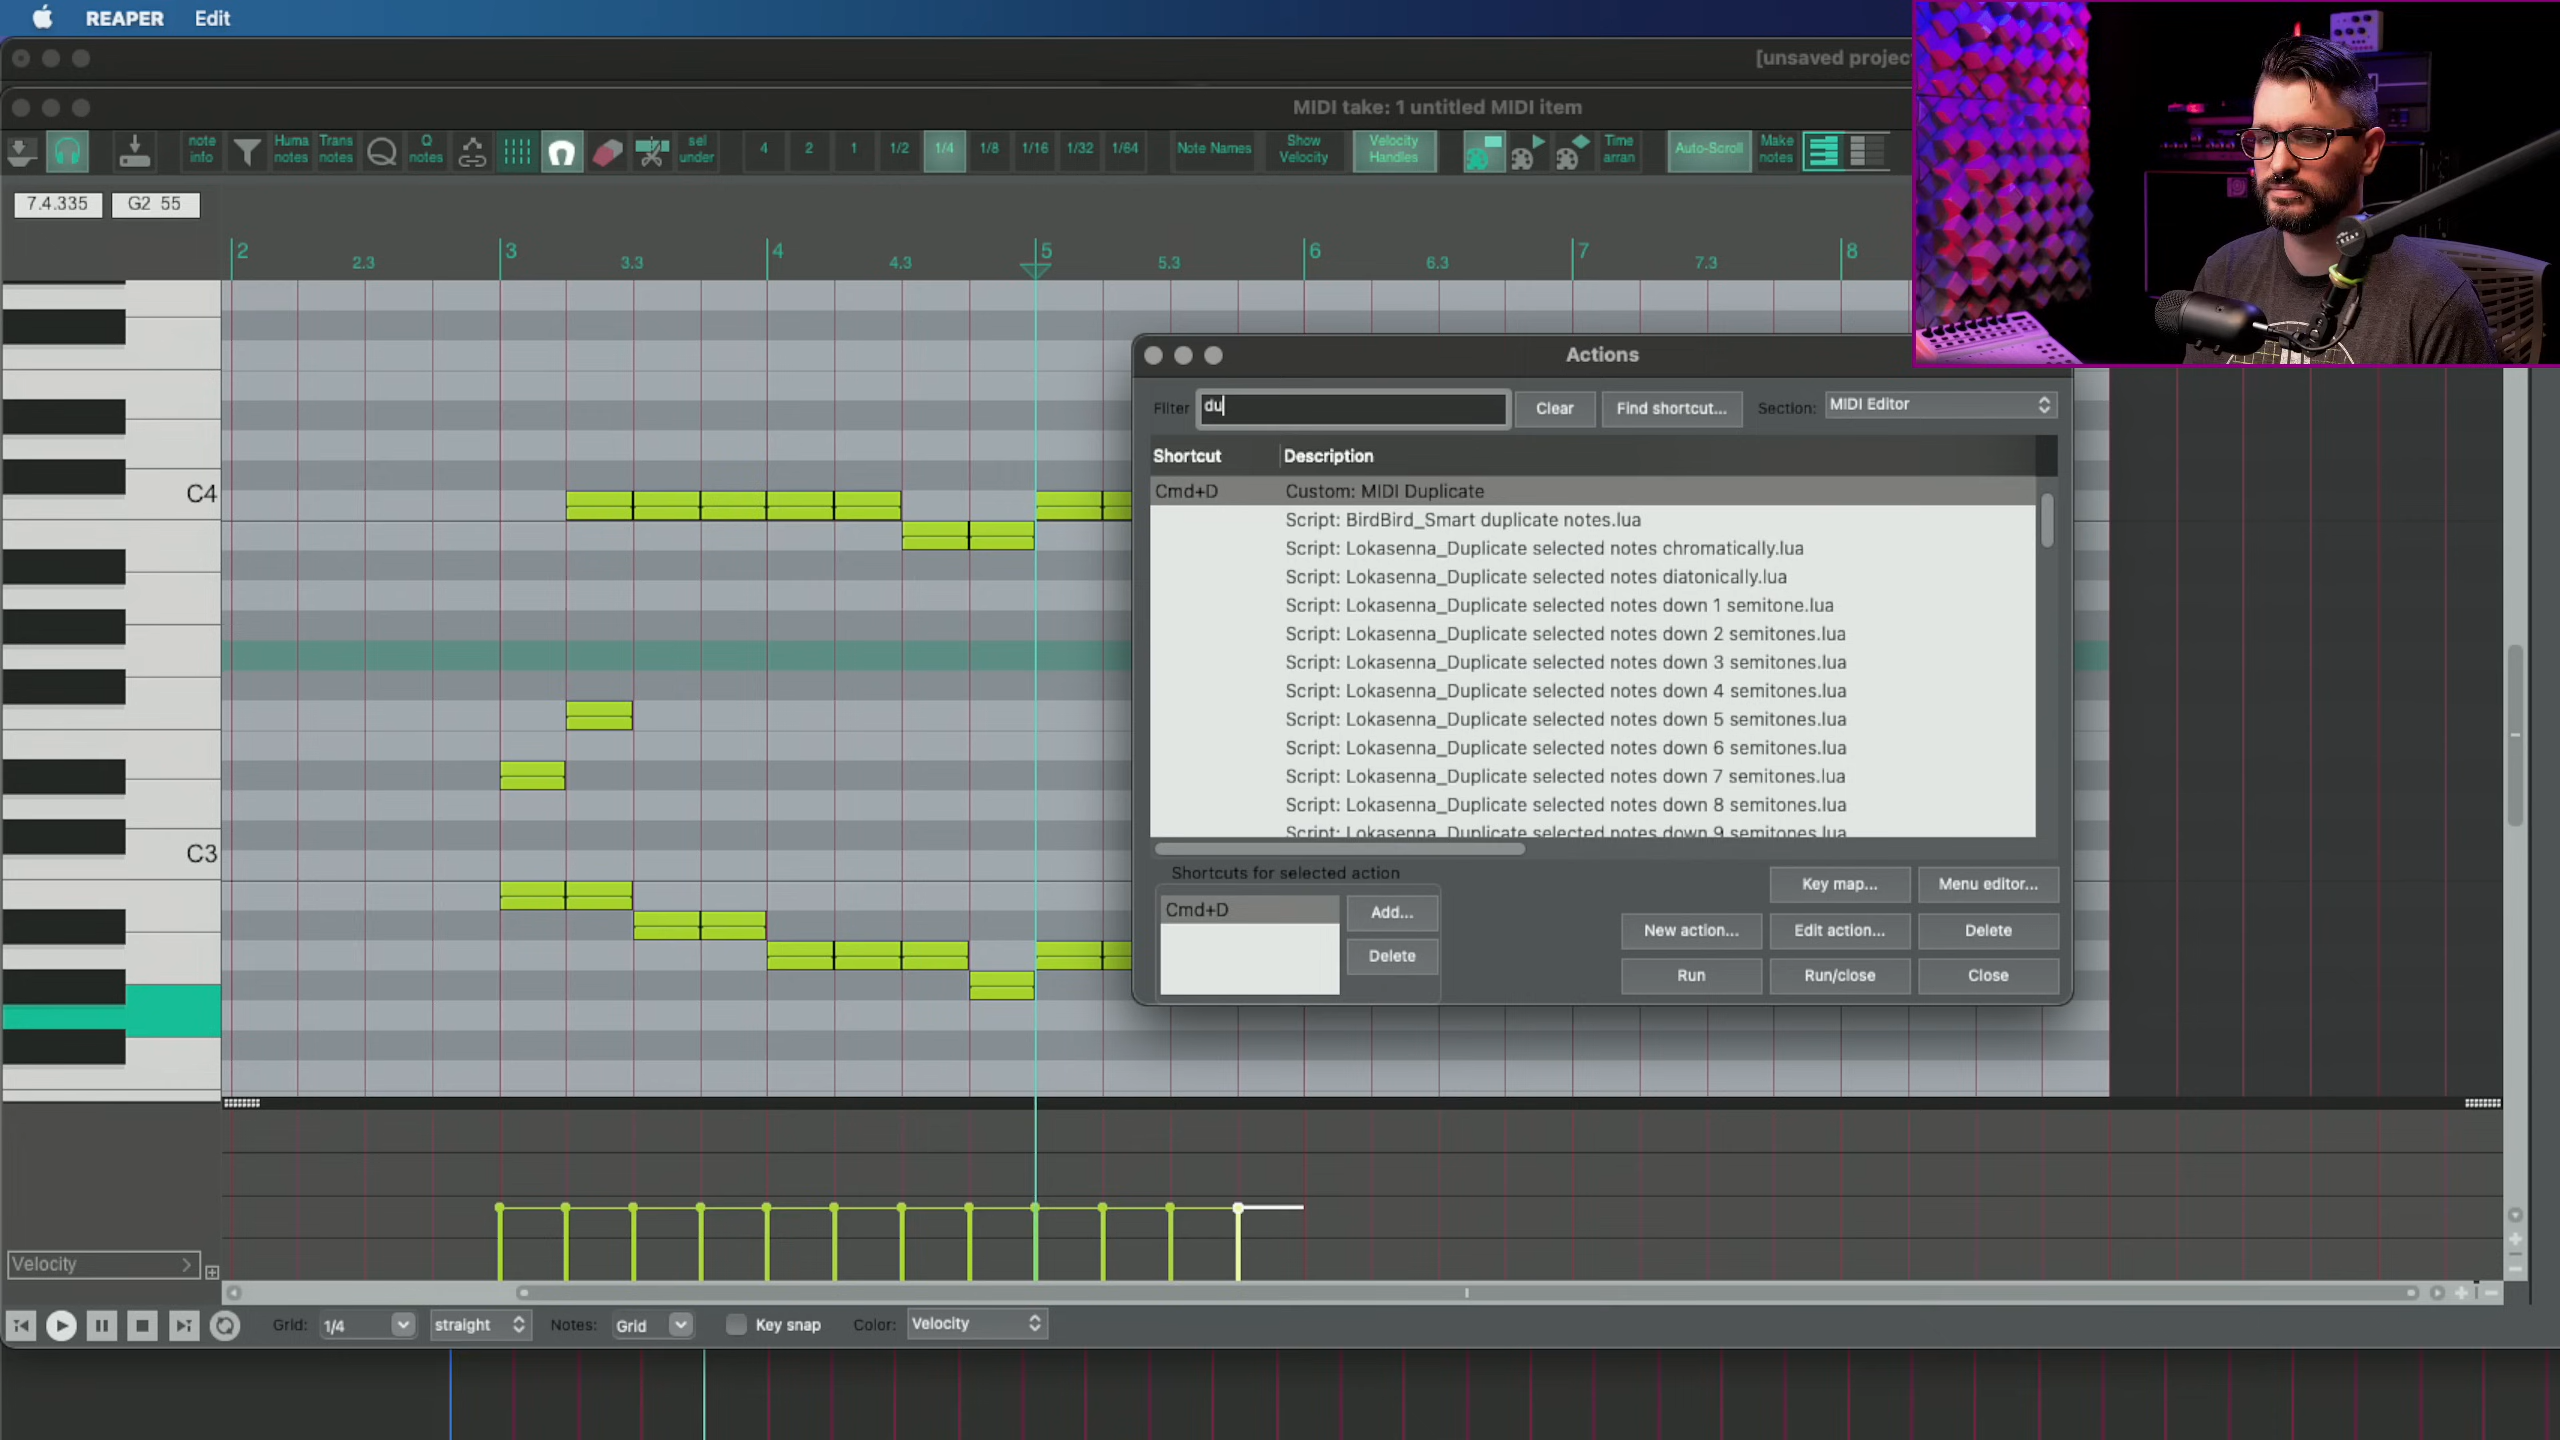 REAPER Edit
[unsaved projec
MIDI take: 1 untitled MIDI item
note info
Huma notes
Trans notes
Q notes
sel under
4 2 1 1/2 1/4 1/8 1/16 1/32 1/64
Note Names
Show Velocity
Velocity Handles
Time arran
Auto-Scroll
Make notes
7.4.335 G2 55
2 2.3 3 3.3 4 4.3 5 5.3 6 6.3 7 7.3 8
C4
C3
Actions
Filter du Clear Find shortcut... Section: MIDI Editor
Shortcut Description
Cmd+D Custom: MIDI Duplicate
Script: BirdBird_Smart duplicate notes.lua
Script: Lokasenna_Duplicate selected notes chromatically.lua
Script: Lokasenna_Duplicate selected notes diatonically.lua
Script: Lokasenna_Duplicate selected notes down 1 semitone.lua
Script: Lokasenna_Duplicate selected notes down 2 semitones.lua
Script: Lokasenna_Duplicate selected notes down 3 semitones.lua
Script: Lokasenna_Duplicate selected notes down 4 semitones.lua
Script: Lokasenna_Duplicate selected notes down 5 semitones.lua
Script: Lokasenna_Duplicate selected notes down 6 semitones.lua
Script: Lokasenna_Duplicate selected notes down 7 semitones.lua
Script: Lokasenna_Duplicate selected notes down 8 semitones.lua
Script: Lokasenna_Duplicate selected notes down 9 semitones.lua
Shortcuts for selected action
Cmd+D
Add...
Delete
Key map... Menu editor...
New action... Edit action... Delete
Run Run/close Close
Velocity >
Grid: 1/4 straight Notes: Grid Key snap Color: Velocity